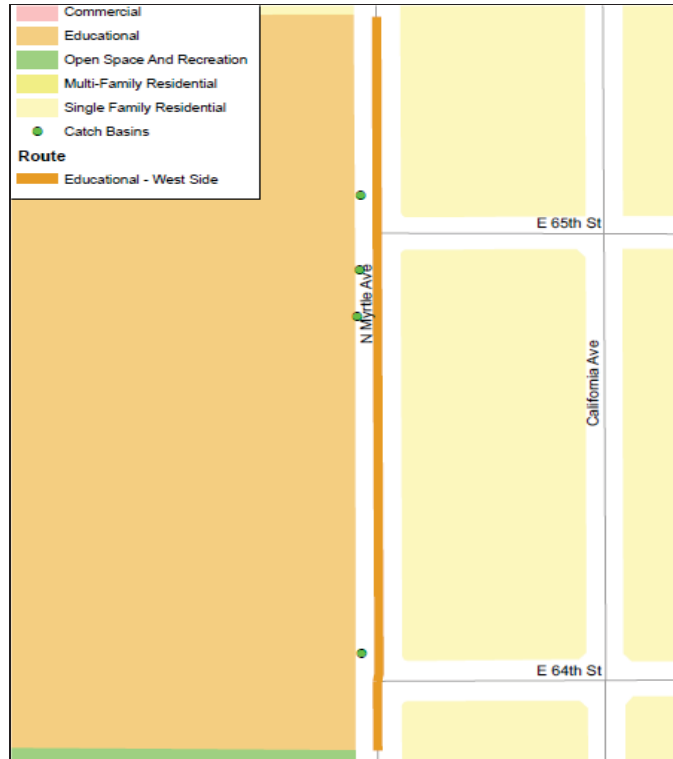 Commercial
Educational
Open Space And Recreation
Multi-Family Residential
Single Family Residential
Catch Basins
Route
Educational - West Side
E 65th St
N Myrtle Ave
California Ave
E 64th St